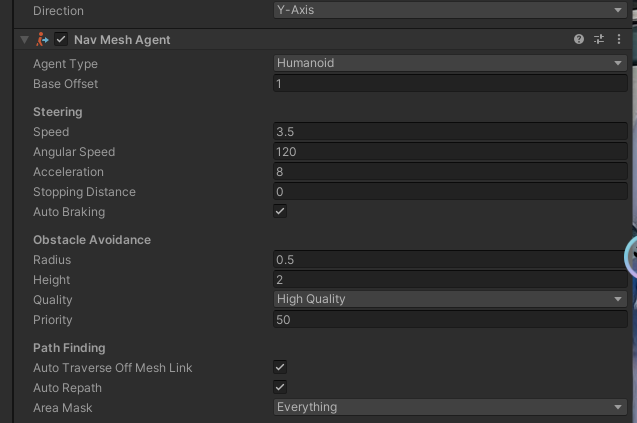 Direction Y-Axis
Nav Mesh Agent
Agent Type Humanoid
Base Offset 1
Steering
Speed 3.5
Angular Speed 120
Acceleration 8
Stopping Distance 0
Auto Braking
Obstacle Avoidance
Radius 0.5
Height 2
Quality High Quality
Priority 50
Path Finding
Auto Traverse Off Mesh Link
Auto Repath
Area Mask Everything